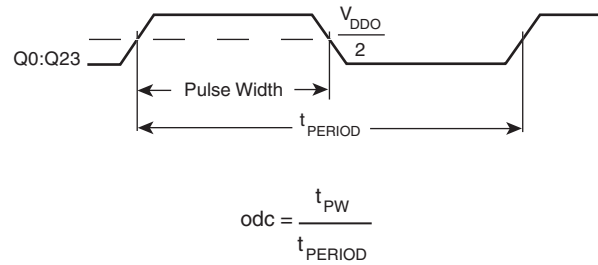 V_DDO
2
Q0:Q23
Pulse Width
t_PERIOD
odc = t_PW
t_PERIOD